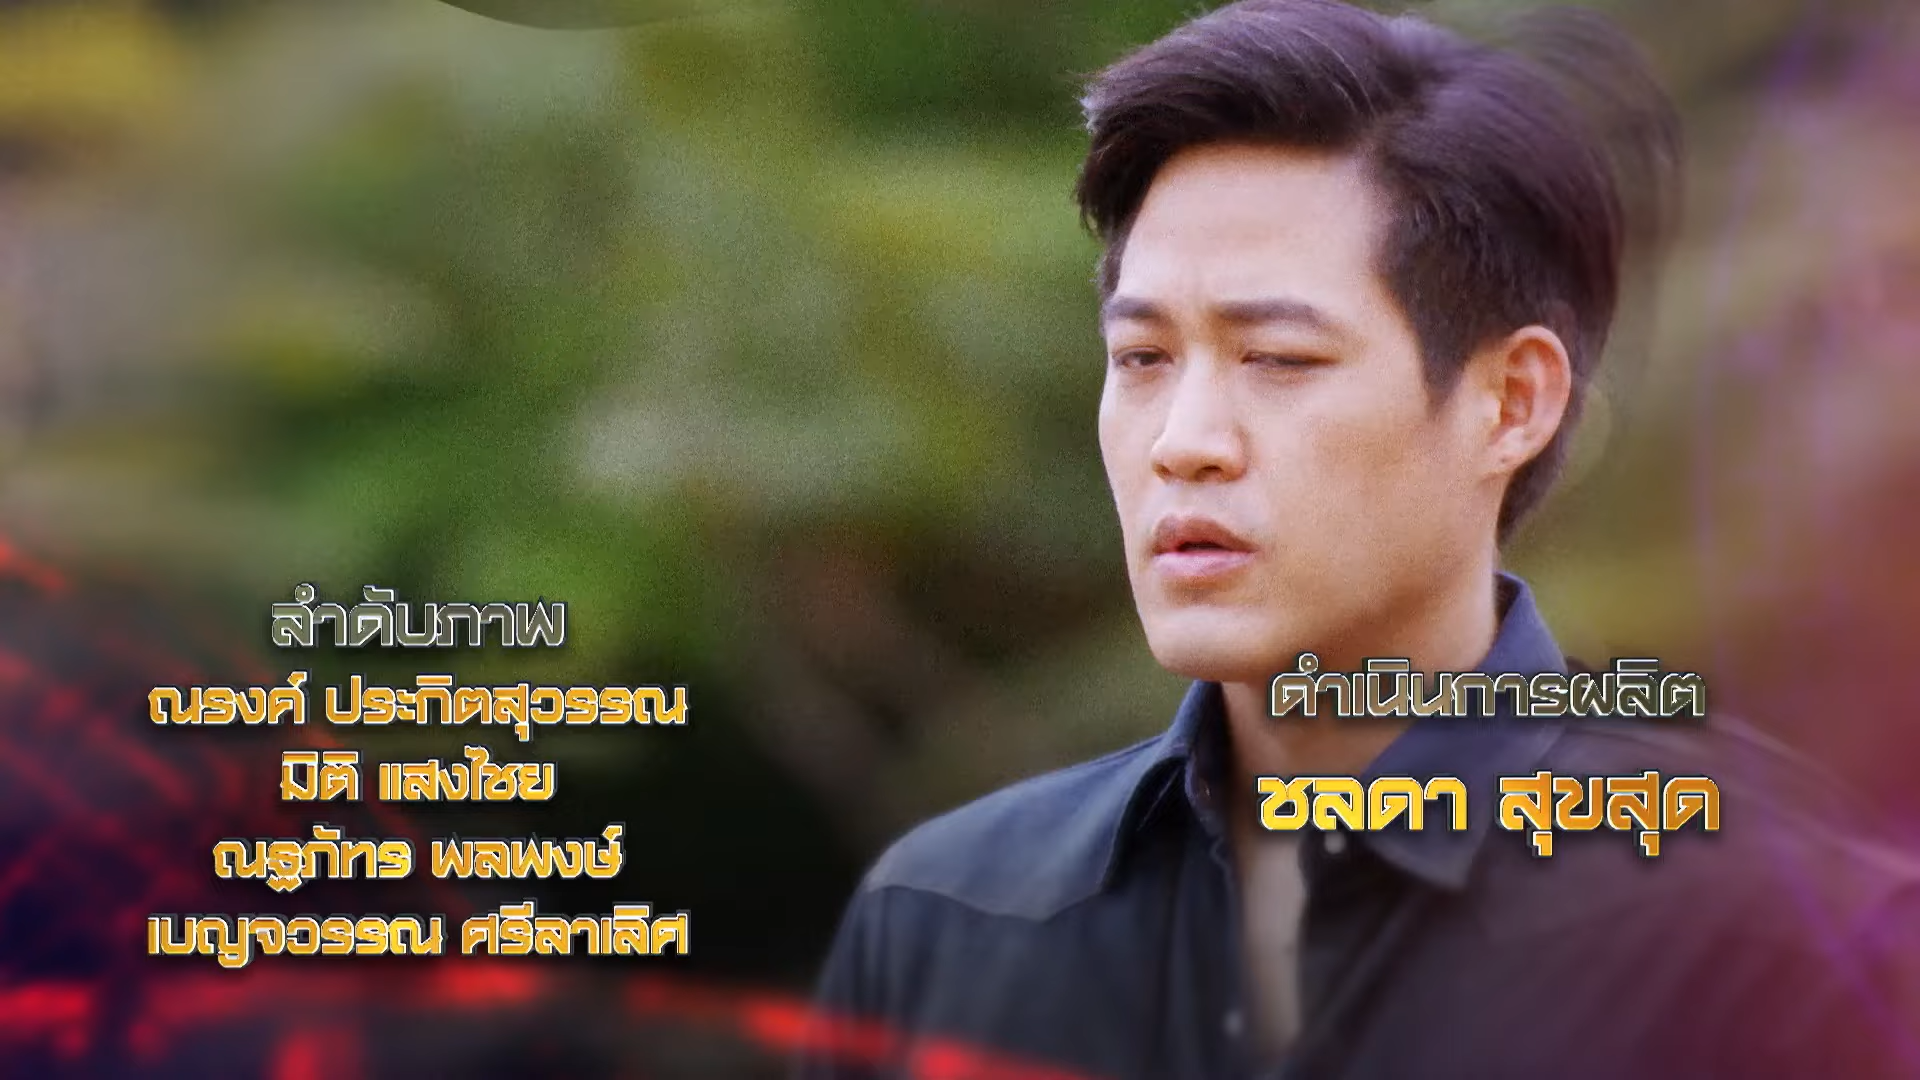 ลำดับภาพ
ณรงค์ ประกิตสุวรรณ
มิติ แสงไชย
ณฐภัทร พลพงษ์
เบญจวรรณ ศรีลาเลิศ
ดำเนินการผลิต
ชลดา สุขสุด